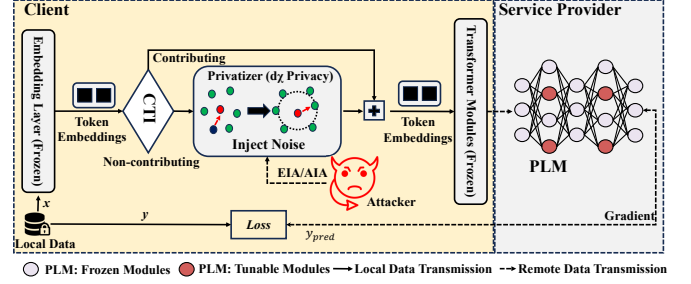 Client
Service Provider
Embedding Layer (Frozen)
Contributing
Privatizer (dχ Privacy)
CTI
Token
Embeddings
Non-contributing
Inject Noise
Token
Embeddings
Transformer Modules (Frozen)
PLM
EIA/AIA
Attacker
x
y
Loss
y_pred
Gradient
Local Data
PLM: Frozen Modules
PLM: Tunable Modules
Local Data Transmission
Remote Data Transmission